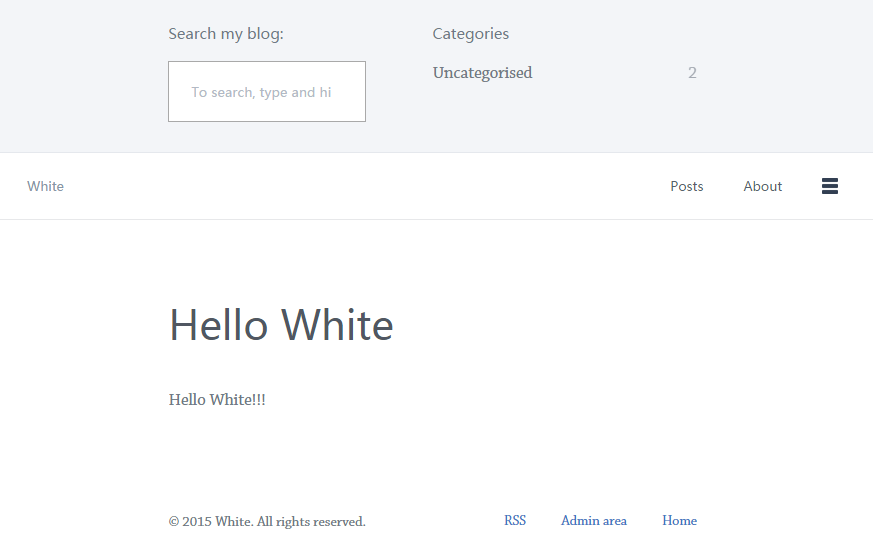 Search my blog:
To search, type and hi
Categories
Uncategorised 2
White
Posts About
Hello White
Hello White!!!
© 2015 White. All rights reserved.
RSS Admin area Home